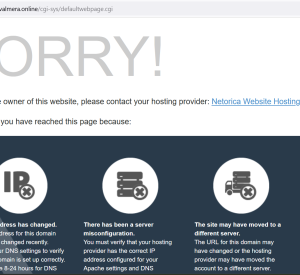 valmera.online/cgi-sys/defaultwebpage.cgi
ORRY!
owner of this website, please contact your hosting provider: Netorica Website Hosting
you have reached this page because:
IP
ddress has changed.
dress for this domain
changed recently.
r DNS settings to verify
main is set up correctly.
e 8-24 hours for DNS
There has been a server
misconfiguration.
You must verify that your hosting
provider has the correct IP
address configured for your
Apache settings and DNS
The site may have moved to a
different server.
The URL for this domain may
have changed or the hosting
provider may have moved the
account to a different server.